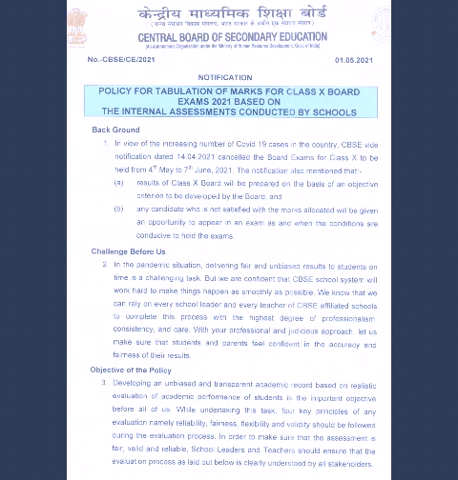 केन्द्रीय माध्यमिक शिक्षा बोर्ड
CENTRAL BOARD OF SECONDARY EDUCATION
(An Autonomous Organisation under the Ministry of Human Resource Development, Govt. of India)
No.-CBSE/CE/2021 01.05.2021
NOTIFICATION
POLICY FOR TABULATION OF MARKS FOR CLASS X BOARD
EXAMS 2021 BASED ON
THE INTERNAL ASSESSMENTS CONDUCTED BY SCHOOLS
Back Ground
1. In view of the increasing number of Covid 19 cases in the country, CBSE vide
notification dated 14.04.2021 cancelled the Board Exams for Class X to be
held from 4th May to 7th June, 2021. The notification also mentioned that:-
(a) results of Class X Board will be prepared on the basis of an objective
criterion to be developed by the Board; and
(b) any candidate who is not satisfied with the marks allocated will be given
an opportunity to appear in an exam as and when the conditions are
conducive to hold the exams.
Challenge Before Us
2. In the pandemic situation, delivering fair and unbiased results to students on
time is a challenging task. But we are confident that CBSE school system will
work hard to make things happen as smoothly as possible. We know that we
can rely on every school leader and every teacher of CBSE affiliated schools
to complete this process with the highest degree of professionalism,
consistency, and care. With your professional and judicious approach, let us
make sure that students and parents feel confident in the accuracy and
fairness of their results.
Objective of the Policy
3. Developing an unbiased and transparent academic record based on realistic
evaluation of academic performance of students is the important objective
before all of us. While undertaking this task, four key principles of any
evaluation namely reliability, fairness, flexibility and validity should be followed
during the evaluation process. In order to make sure that the assessment is
fair, valid and reliable, School Leaders and Teachers should ensure that the
evaluation process as laid out below is clearly understood by all stakeholders.